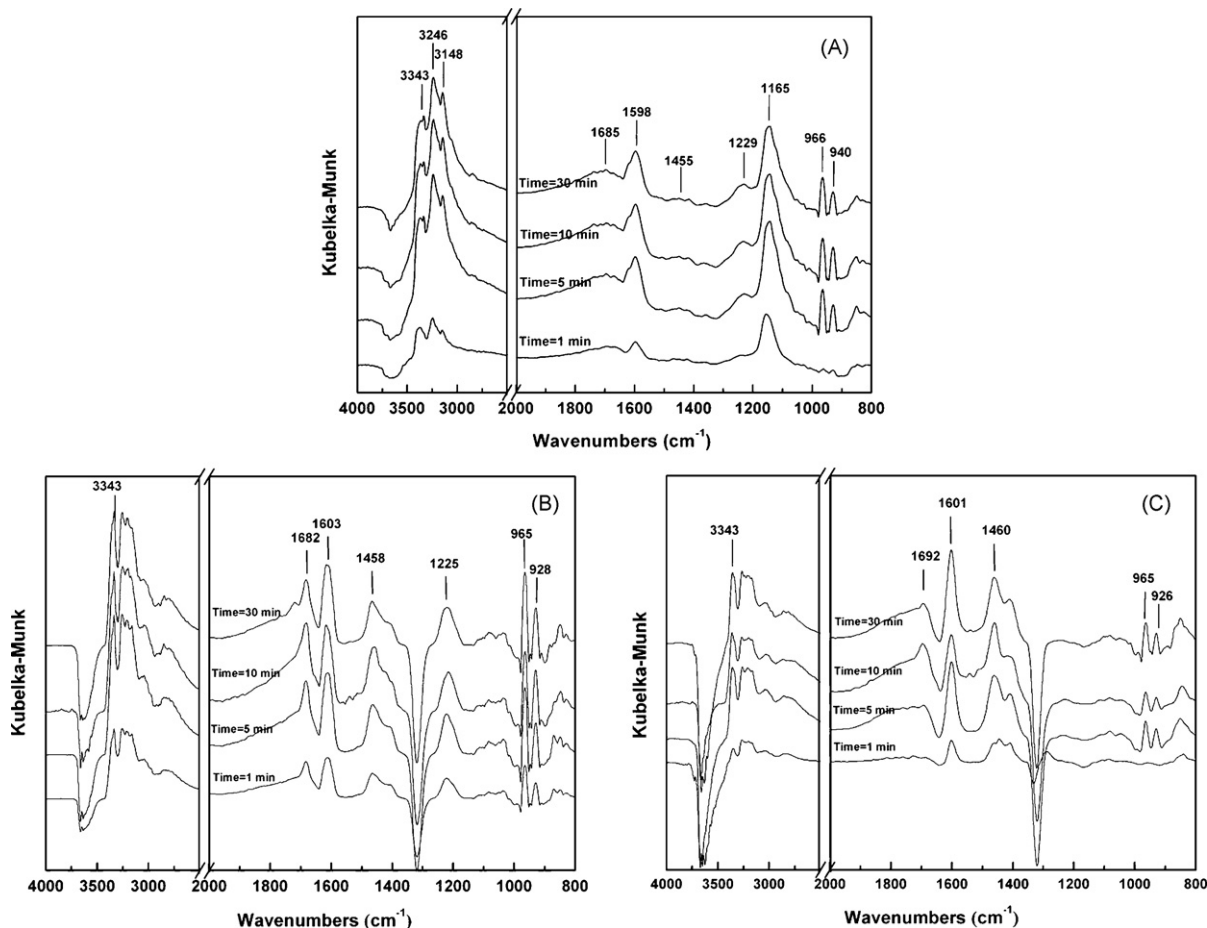 (A)
3246
3148
3343
1165
1598
966
1685
940
1229
1455
Time=30 min
Time=10 min
Time=5 min
Time=1 min
Kubelka-Munk
4000 3500 3000 2000 1800 1600 1400 1200 1000 800
Wavenumbers (cm⁻¹)
(B)
3343
1603
965
1682
1458
1225
928
Time=30 min
Time=10 min
Time=5 min
Time=1 min
Kubelka-Munk
4000 3500 3000 2000 1800 1600 1400 1200 1000 800
Wavenumbers (cm⁻¹)
(C)
1601
3343
1460
1692
965
926
Time=30 min
Time=10 min
Time=5 min
Time=1 min
Kubelka-Munk
4000 3500 3000 2000 1800 1600 1400 1200 1000 800
Wavenumbers (cm⁻¹)